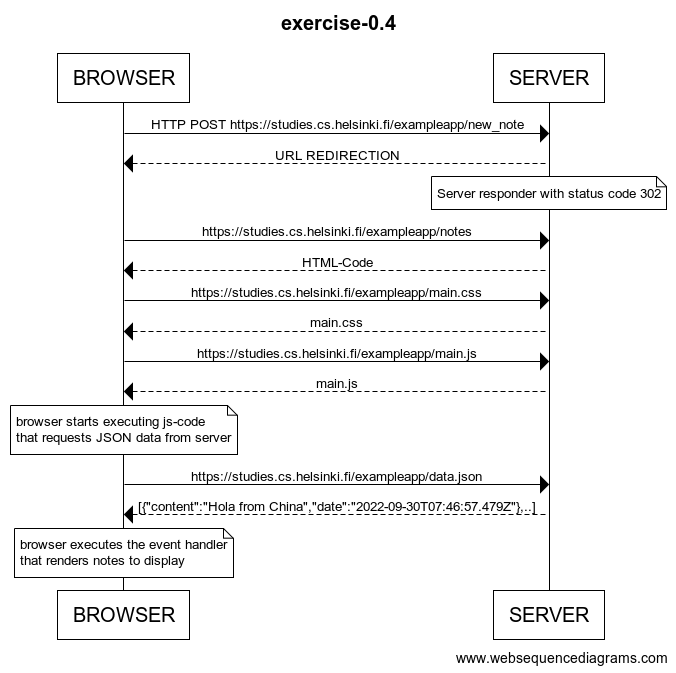 exercise-0.4
BROWSER
SERVER
HTTP POST https://studies.cs.helsinki.fi/exampleapp/new_note
URL REDIRECTION
Server responder with status code 302
https://studies.cs.helsinki.fi/exampleapp/notes
HTML-Code
https://studies.cs.helsinki.fi/exampleapp/main.css
main.css
https://studies.cs.helsinki.fi/exampleapp/main.js
main.js
browser starts executing js-code
that requests JSON data from server
https://studies.cs.helsinki.fi/exampleapp/data.json
[{"content":"Hola from China","date":"2022-09-30T07:46:57.479Z"},...]
browser executes the event handler
that renders notes to display
BROWSER
SERVER
www.websequencediagrams.com